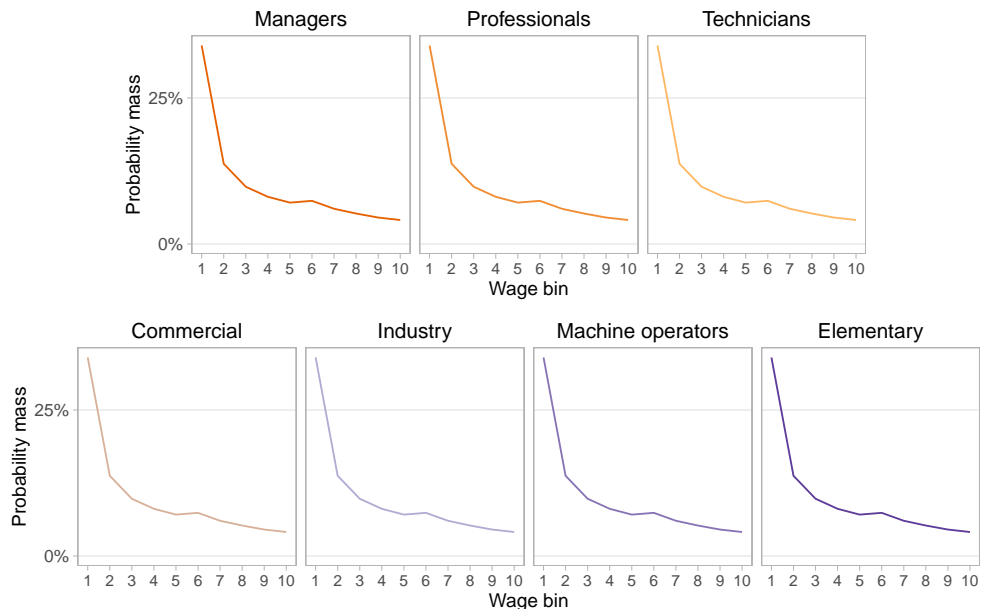 Managers Professionals Technicians
Probability mass
25%
0%
1 2 3 4 5 6 7 8 9 10 1 2 3 4 5 6 7 8 9 10 1 2 3 4 5 6 7 8 9 10
Wage bin
Commercial Industry Machine operators Elementary
Probability mass
25%
0%
1 2 3 4 5 6 7 8 9 10 1 2 3 4 5 6 7 8 9 10 1 2 3 4 5 6 7 8 9 10 1 2 3 4 5 6 7 8 9 10
Wage bin